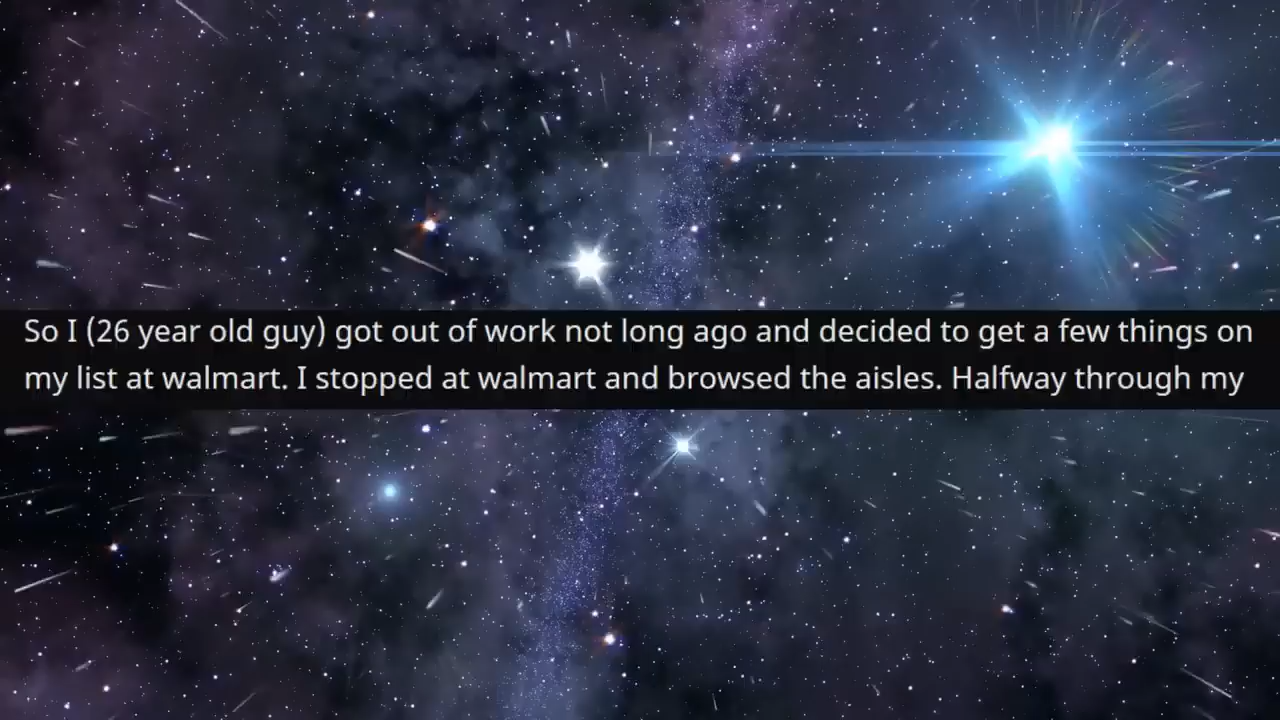 So I (26 year old guy) got out of work not long ago and decided to get a few things on
my list at walmart. I stopped at walmart and browsed the aisles. Halfway through my